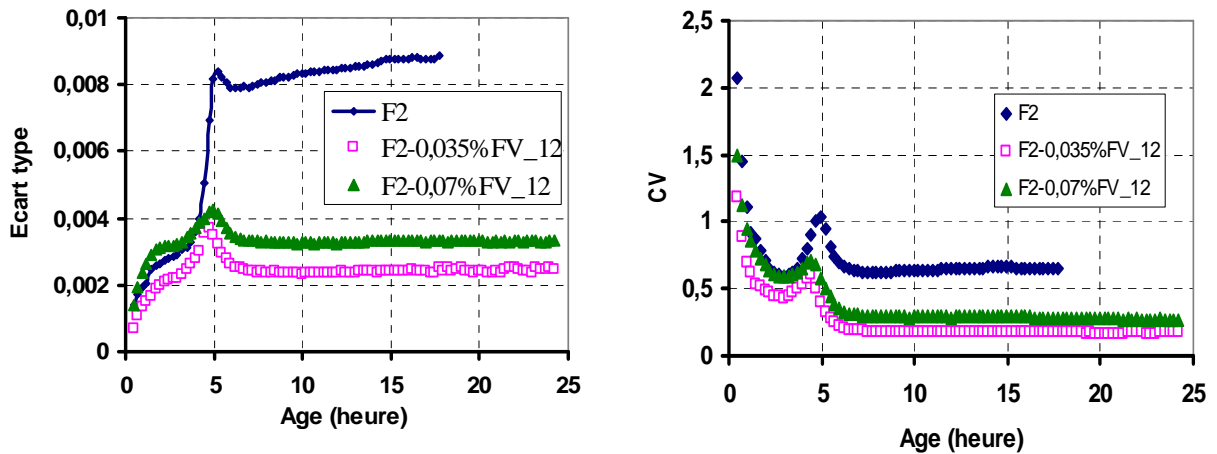 0,01
0,008
0,006
0,004
0,002
0
Ecart type
0
5
10
15
20
25
Age (heure)
F2
F2-0,035%FV_12
F2-0,07%FV_12
2,5
2
1,5
1
0,5
0
CV
0
5
10
15
20
25
Age (heure)
F2
F2-0,035%FV_12
F2-0,07%FV_12